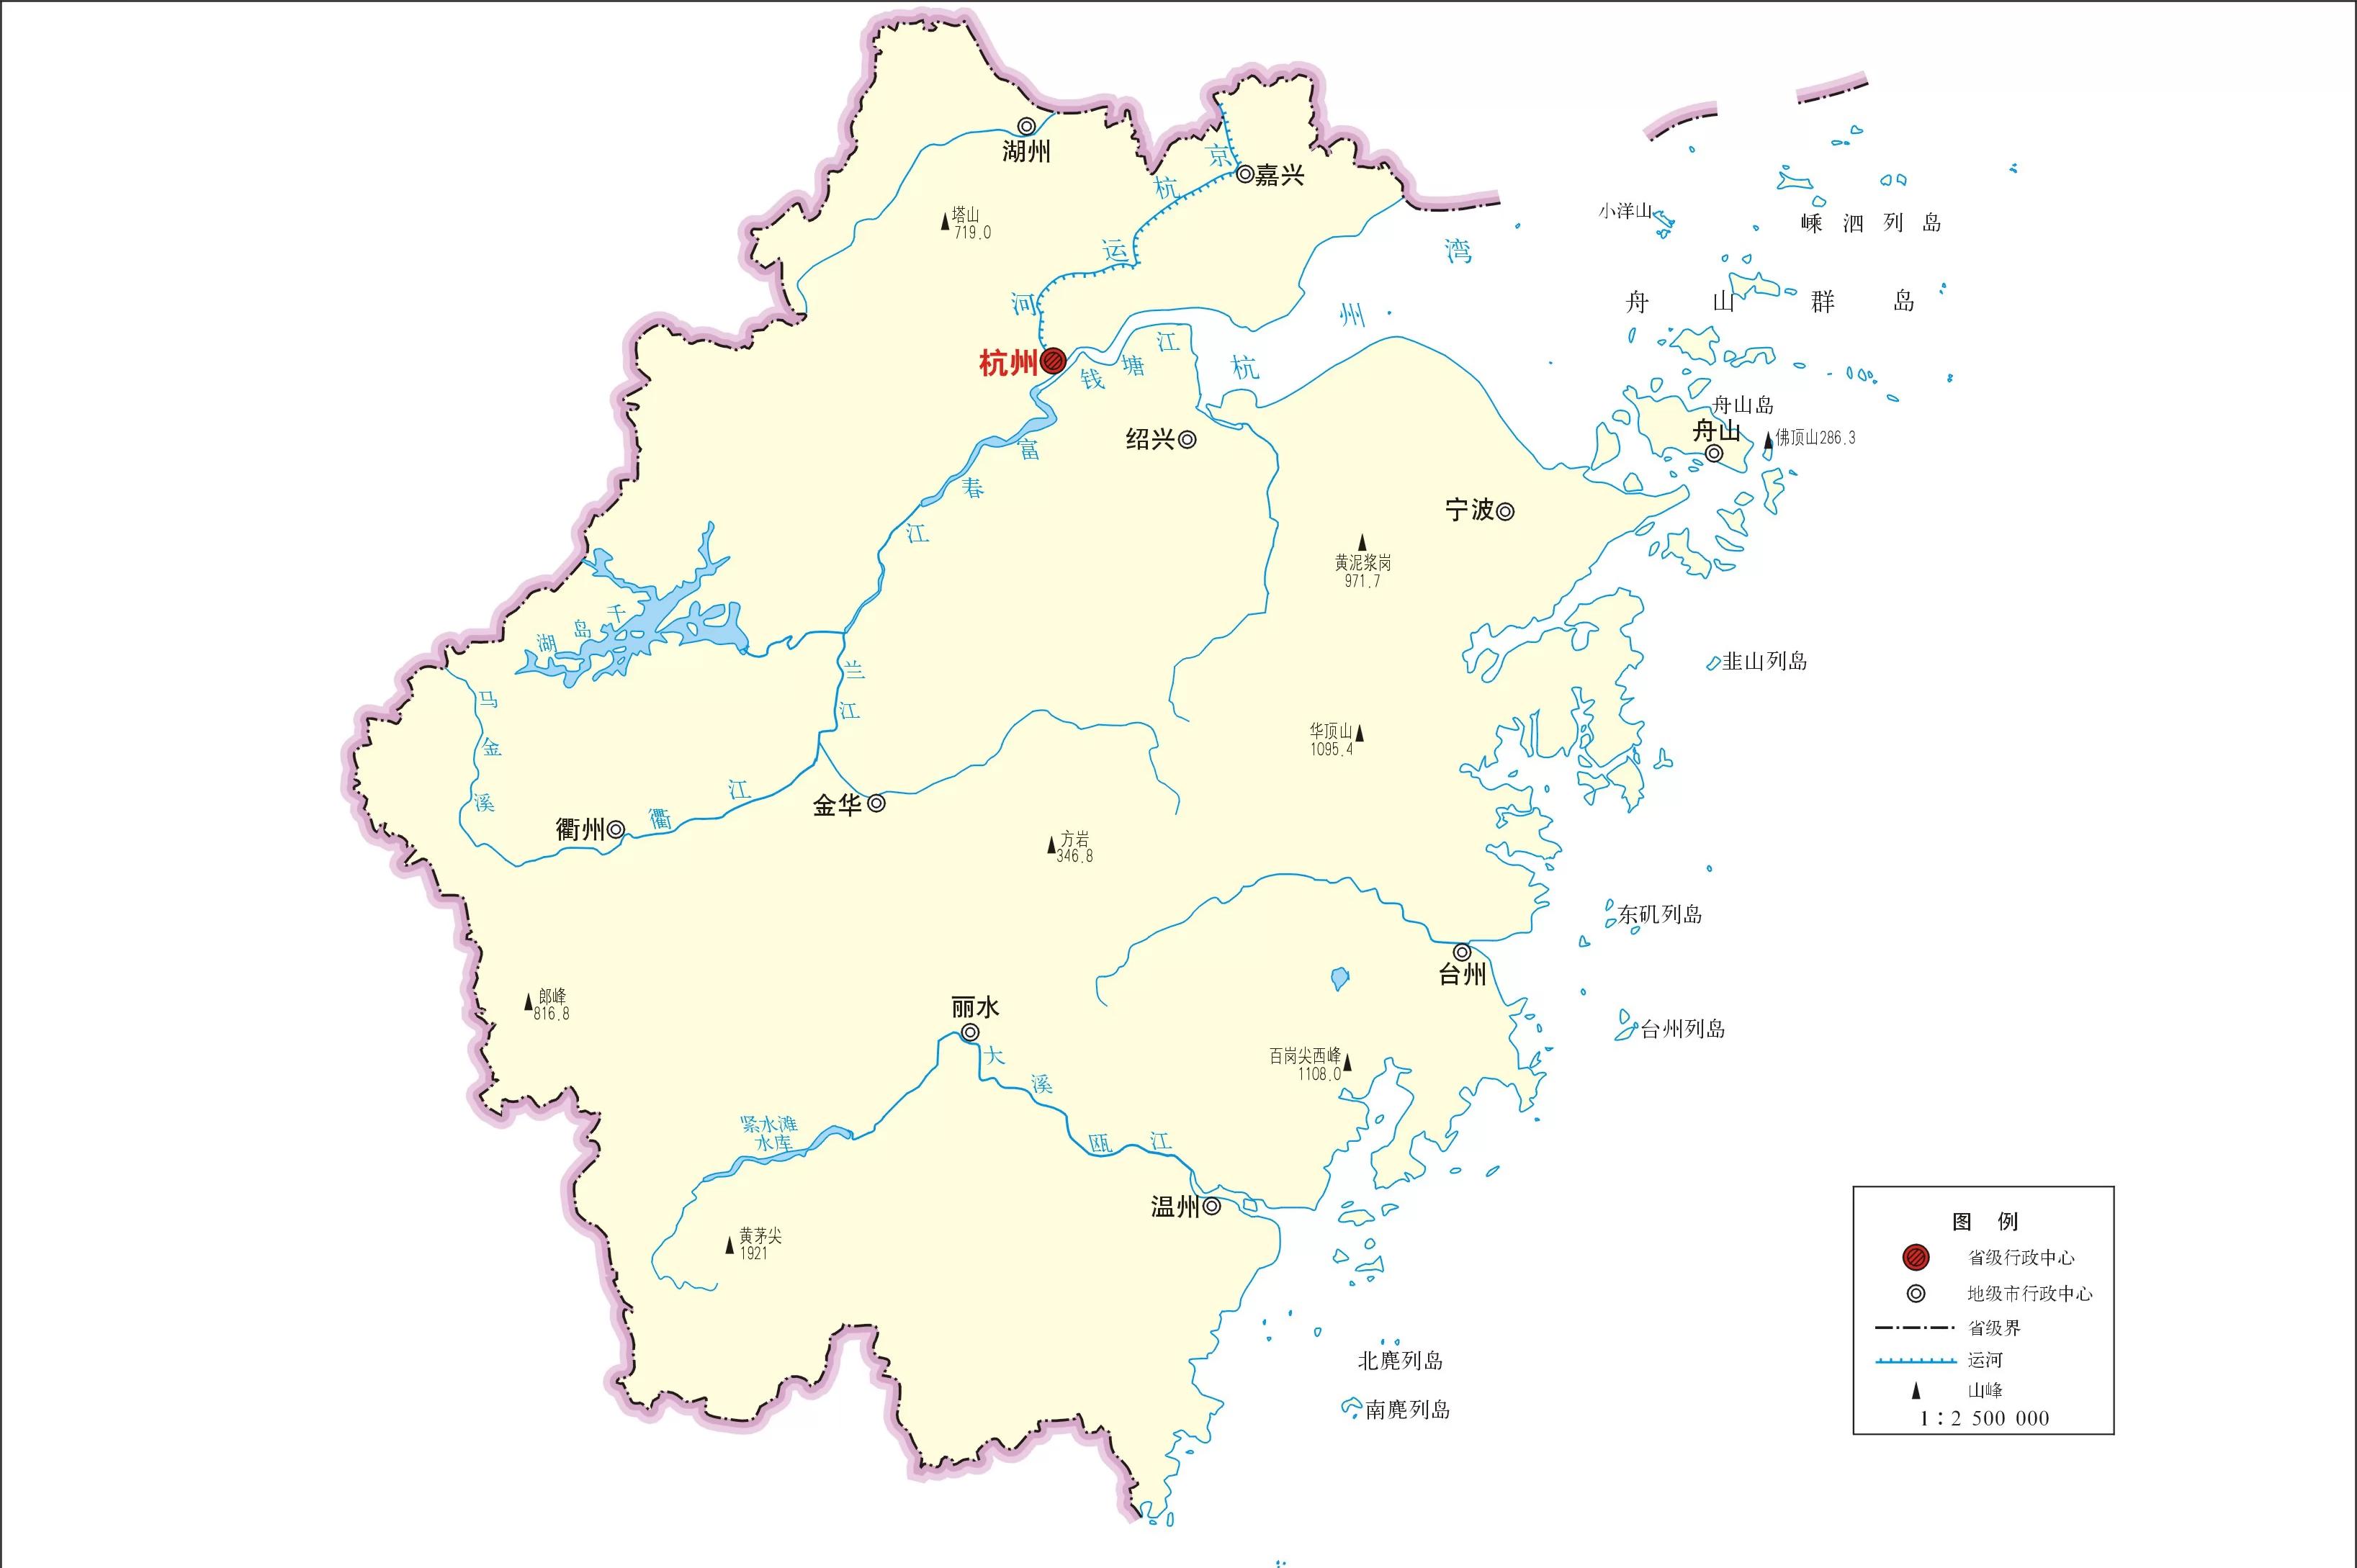 湖州
京杭运河
嘉兴
塔山
719.0
小洋山
嵊泗列岛
舟山群岛
杭州湾
杭州
钱塘江
绍兴
舟山岛
舟山
佛顶山286.3
富春江
宁波
黄泥浆岗
971.7
千岛湖
兰江
韭山列岛
马金溪
华顶山
1095.4
衢江
金华
衢州
方岩
346.8
东矶列岛
台州
郎峰
816.8
丽水
大溪
台州列岛
百岗尖西峰
1108.0
紧水滩
水库
瓯江
温州
黄茅尖
1921
北麂列岛
南麂列岛
图例
省级行政中心
地级市行政中心
省级界
运河
山峰
1：2 500 000